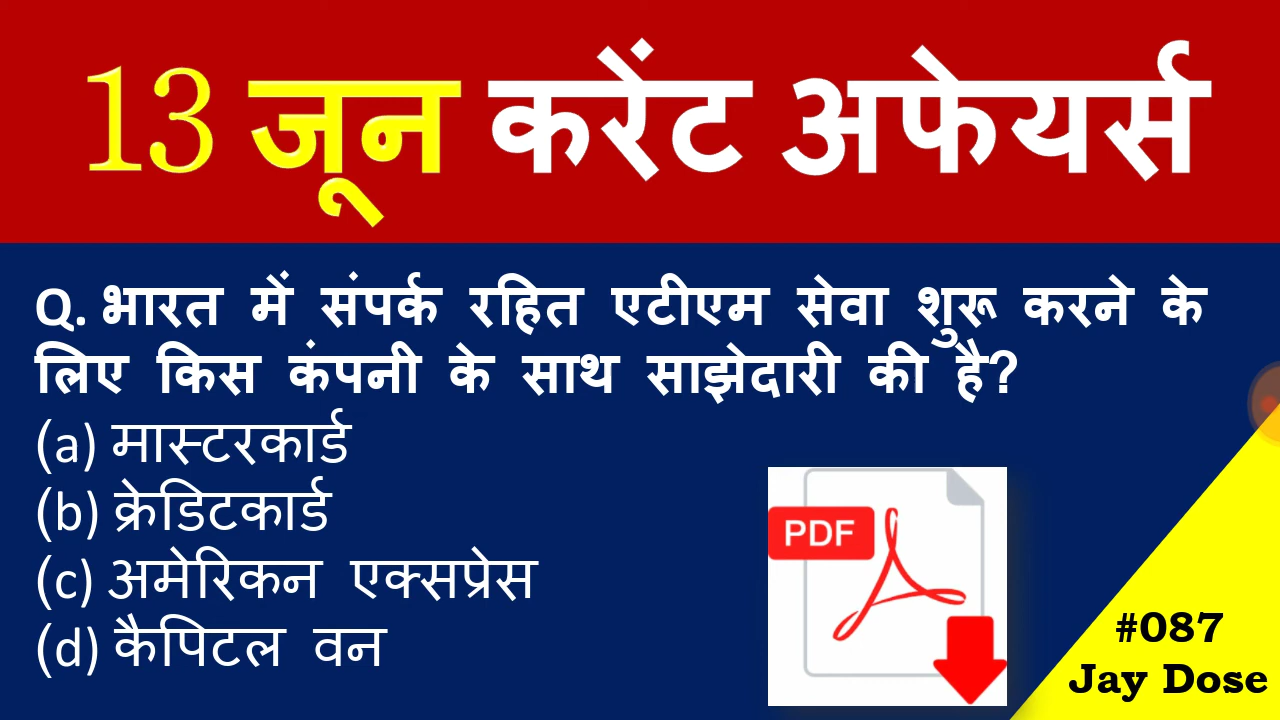 13 जून करेंट अफेयर्स
Q. भारत में संपर्क रहित एटीएम सेवा शुरू करने के
लिए किस कंपनी के साथ साझेदारी की है?
(a) मास्टरकार्ड
(b) क्रेडिटकार्ड
(c) अमेरिकन एक्सप्रेस
(d) कैपिटल वन
PDF
#087
Jay Dose